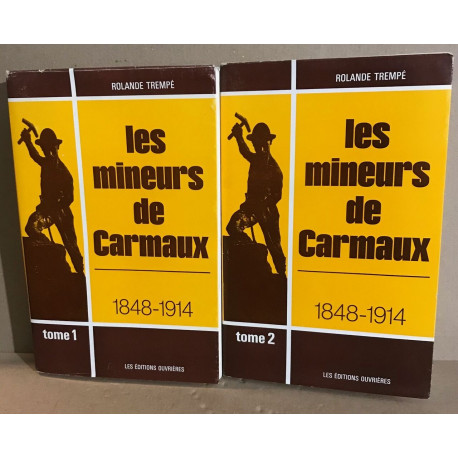 ROLANDE TREMPÉ
les
mineurs
de
Carmaux
1848-1914
tome 1
LES ÉDITIONS OUVRIÈRES
ROLANDE TREMPÉ
les
mineurs
de
Carmaux
1848-1914
tome 2
LES ÉDITIONS OUVRIÈRES